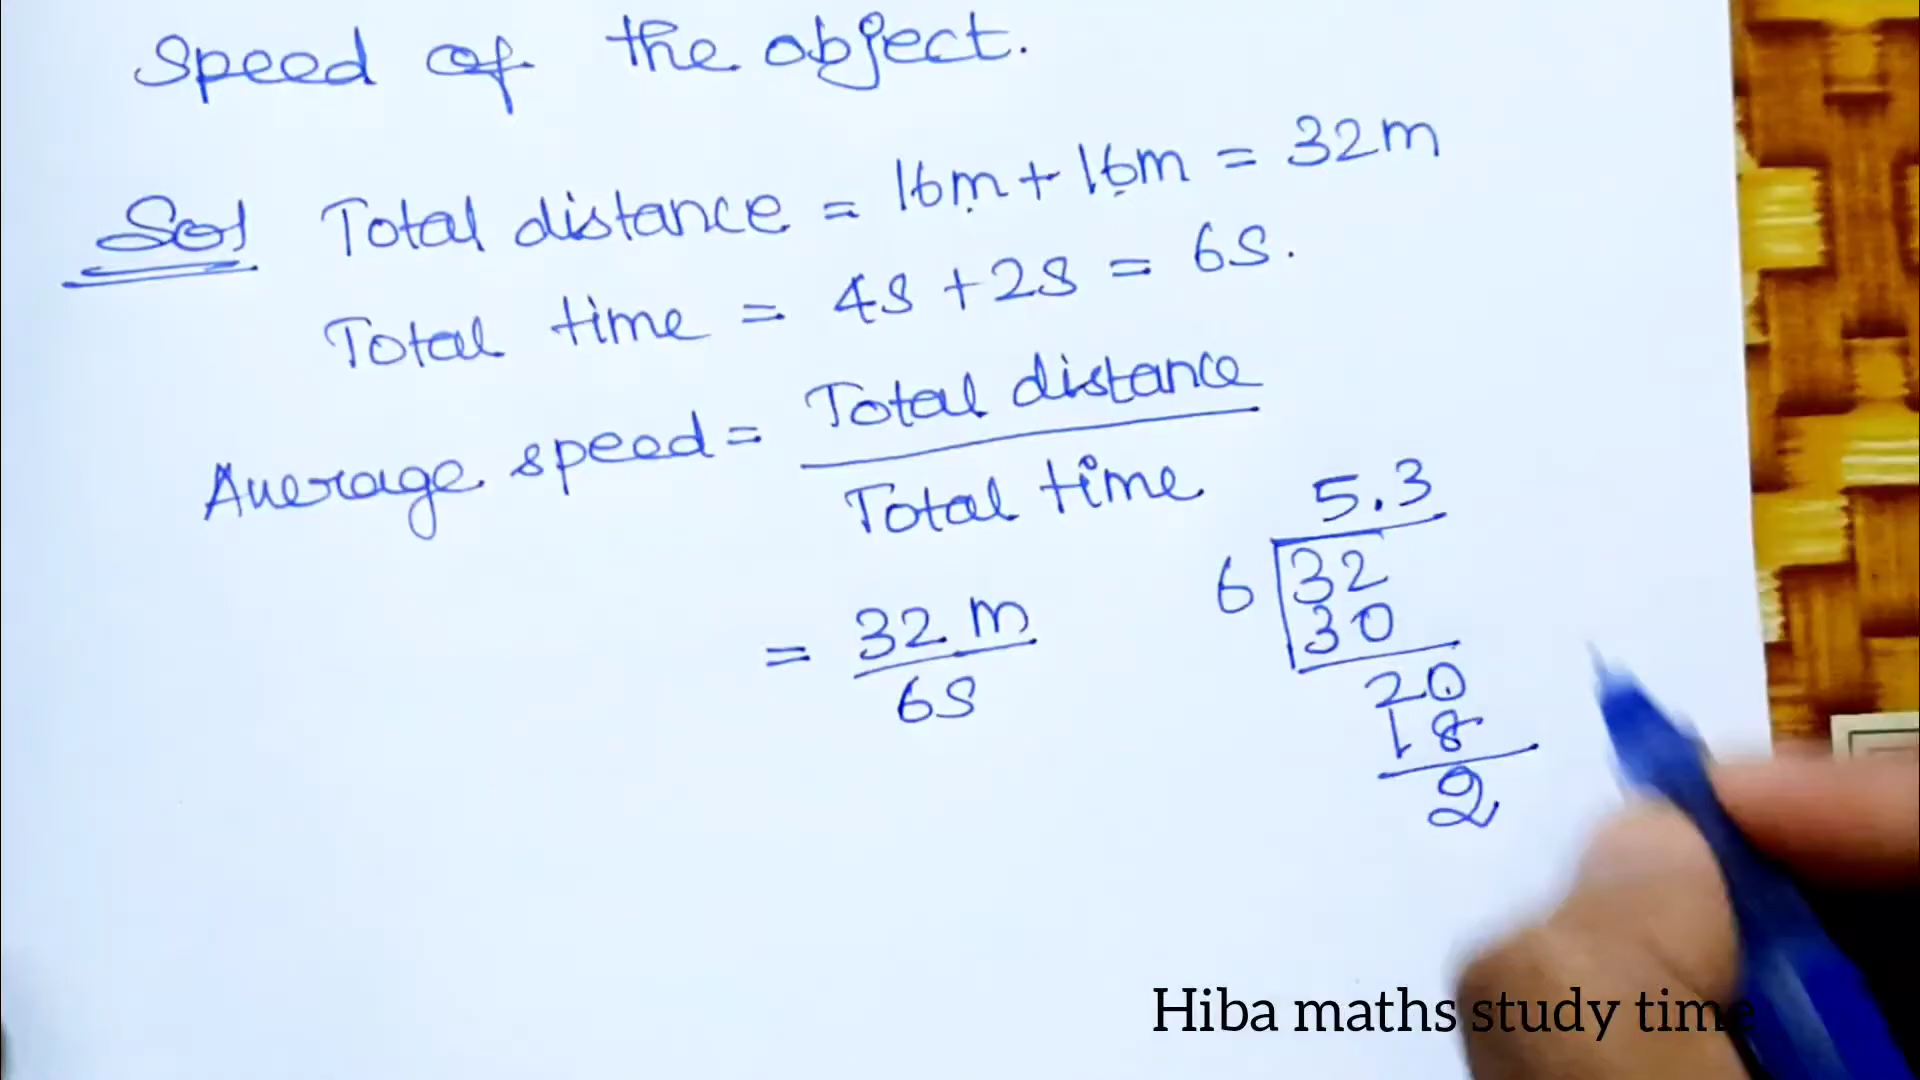 Speed of the object.
Sol Total distance = 16m + 16m = 32m
Total time = 4s + 2s = 6s.
Average speed = Total distance
Total time
= 32 m
6s
5.3
6 32
30
20
18
2
Hiba maths study time